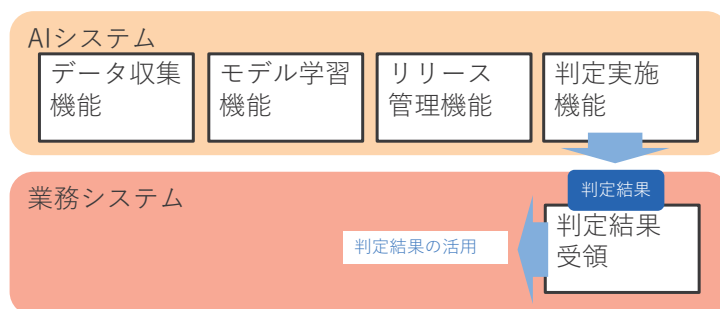 AIシステム
データ収集
機能
モデル学習
機能
リリース
管理機能
判定実施
機能
業務システム
判定結果
判定結果
受領
判定結果の活用